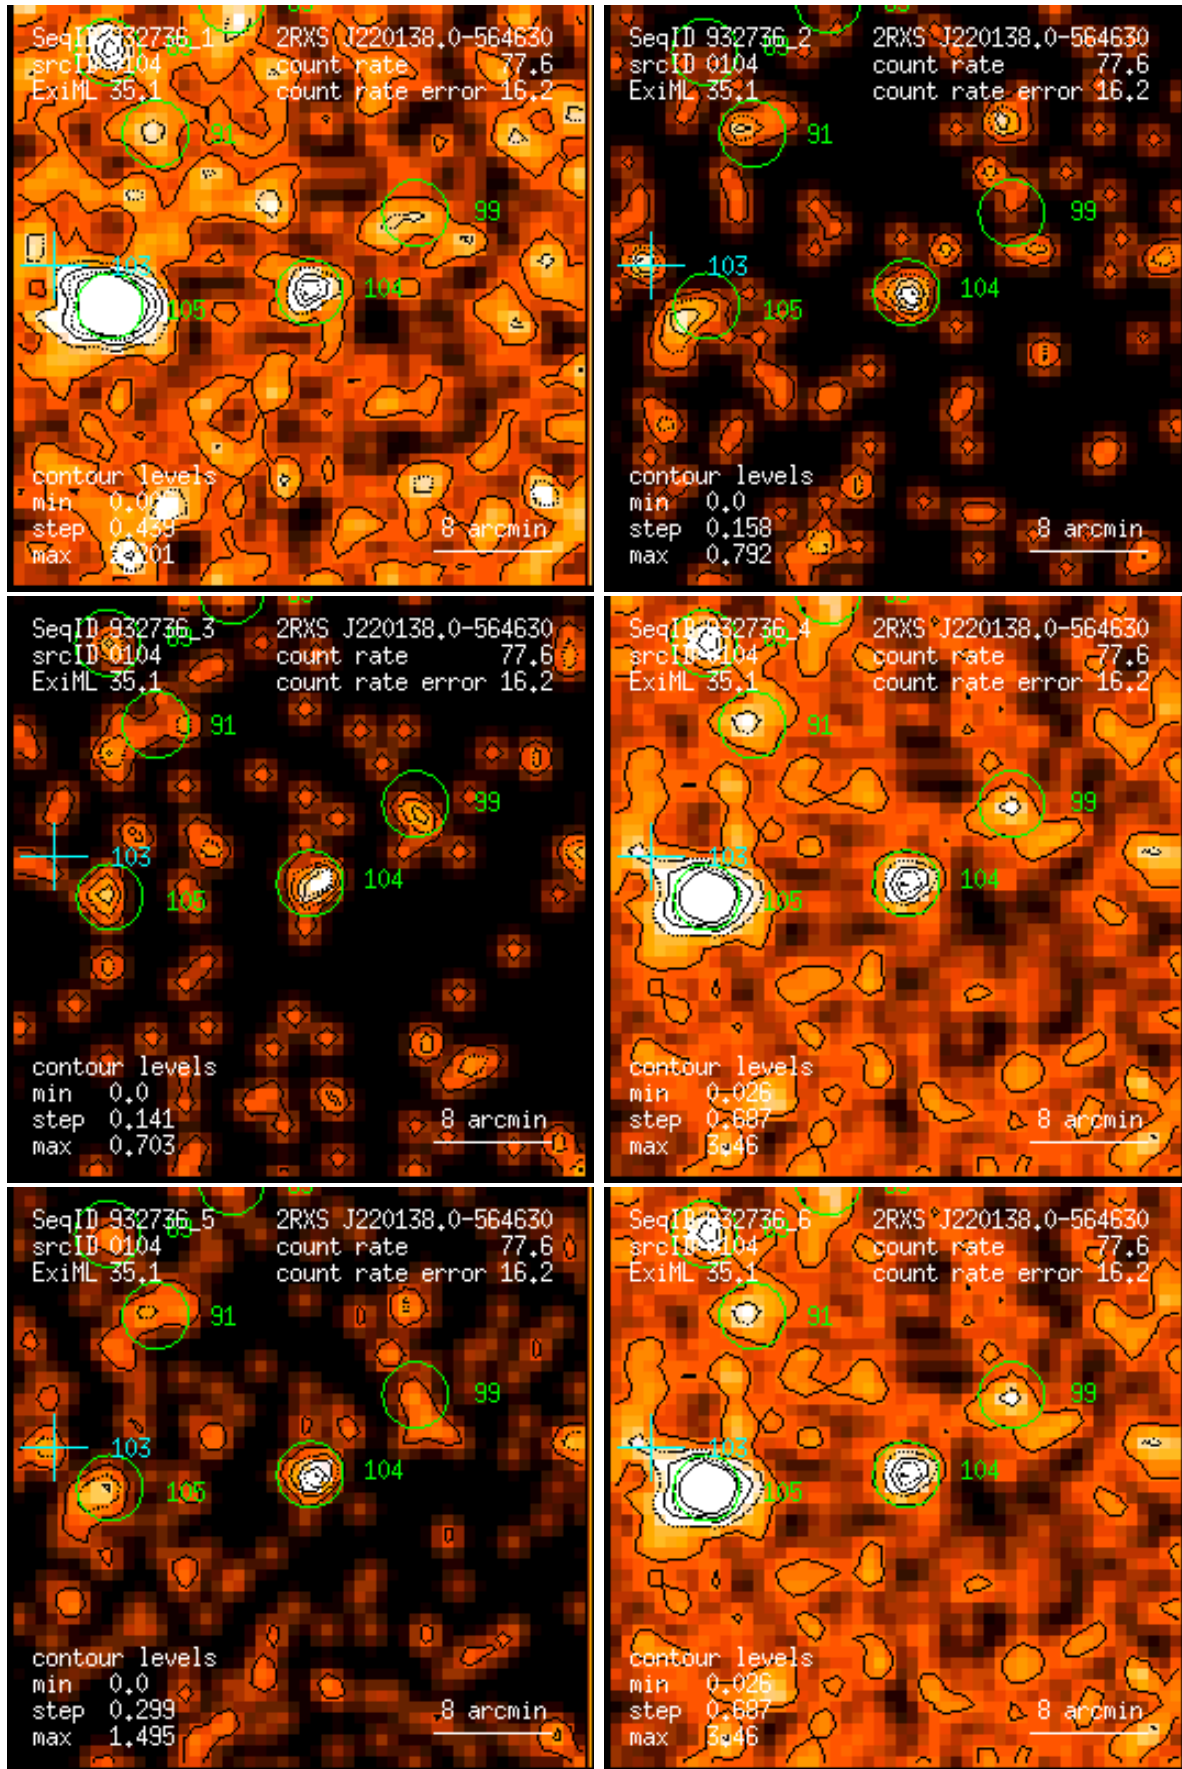 SeqID 932736_1 2RXS J220138.0-564630
srcID 0104 count rate 77.6
ExiML 35.1 count rate error 16.2
91
99
103
104
105
contour levels
min
step 0.439
max
8 arcmin
SeqID 932736_2 2RXS J220138.0-564630
srcID 0104 count rate 77.6
ExiML 35.1 count rate error 16.2
91
99
103
104
105
contour levels
min 0.0
step 0.158
max 0.792
8 arcmin
SeqID 932736_3 2RXS J220138.0-564630
srcID 0104 count rate 77.6
ExiML 35.1 count rate error 16.2
91
99
103
104
105
contour levels
min 0.0
step 0.141
max 0.703
8 arcmin
SeqID 932736_4 2RXS J220138.0-564630
srcID 0104 count rate 77.6
ExiML 35.1 count rate error 16.2
91
99
103
104
105
contour levels
min 0.026
step 0.687
max 3.46
8 arcmin
SeqID 932736_5 2RXS J220138.0-564630
srcID 0104 count rate 77.6
ExiML 35.1 count rate error 16.2
91
99
103
104
105
contour levels
min 0.0
step 0.299
max 1.495
8 arcmin
SeqID 932736_6 2RXS J220138.0-564630
srcID 0104 count rate 77.6
ExiML 35.1 count rate error 16.2
91
99
103
104
105
contour levels
min 0.026
step 0.687
max 3.46
8 arcmin